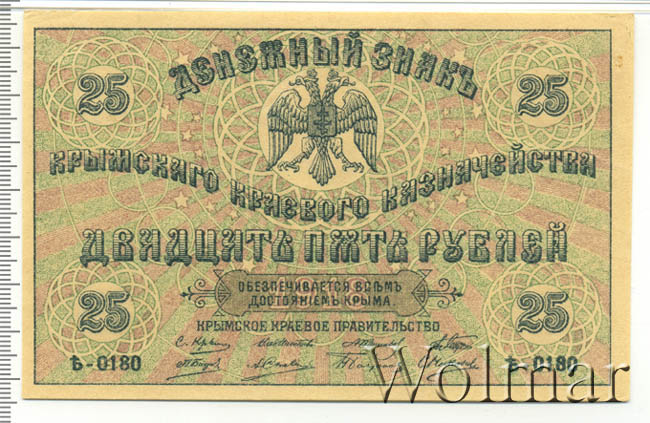 ДЕНЕЖНЫЙ ЗНАКЪ
25 25
КРЫМСКАГО КРАЕВОГО КАЗНАЧЕЙСТВА
ДВАДЦАТЬ ПЯТЬ РУБЛЕЙ
ОБЕЗПЕЧИВАЕТСЯ ВСѢМЪ
ДОСТОЯНІЕМЪ КРЫМА.
25 25
КРЫМСКОЕ КРАЕВОЕ ПРАВИТЕЛЬСТВО
Ѣ-0180 Ѣ-0180
Wolmar